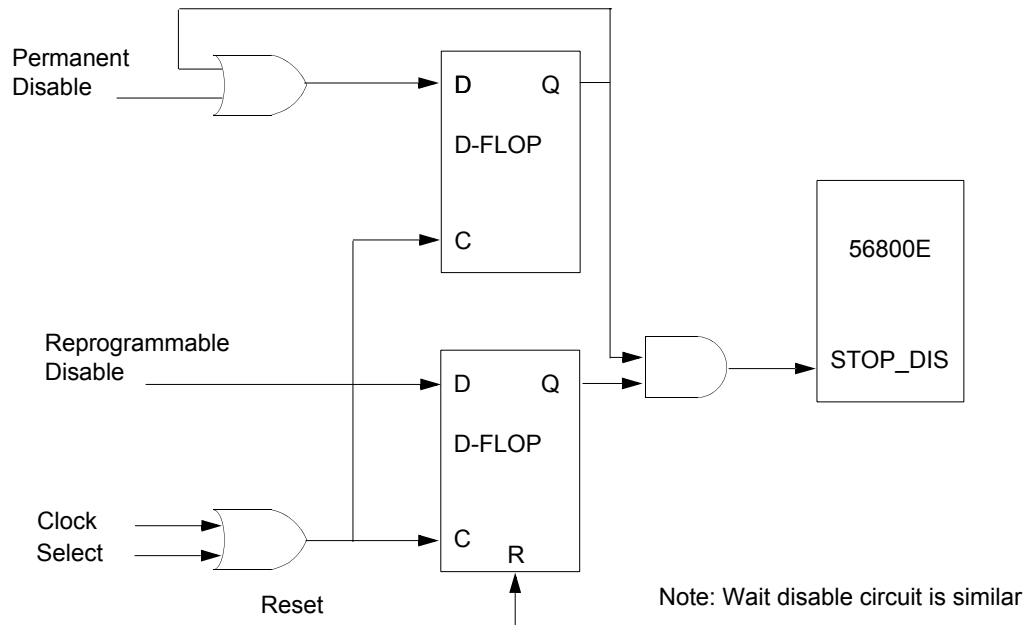 Permanent
Disable
D
Q
D-FLOP
C
56800E
STOP_DIS
Reprogrammable
Disable
D
Q
D-FLOP
C
R
Clock
Select
Reset
Note: Wait disable circuit is similar